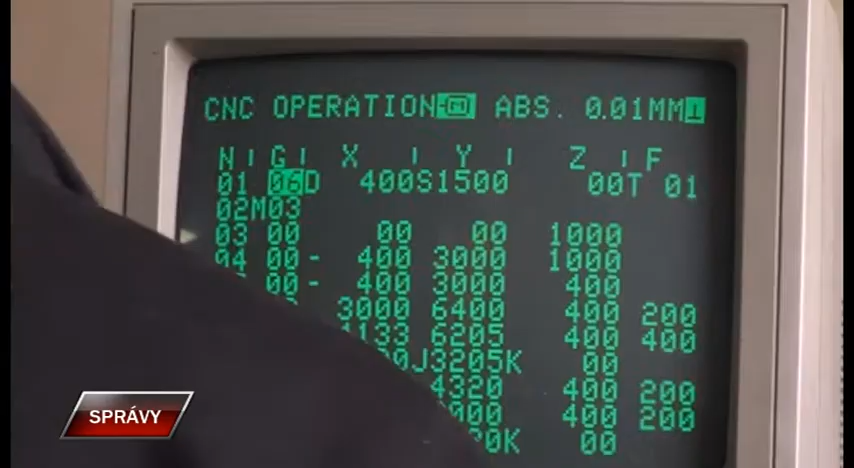 CNC OPERATION ABS. 0.01MM
N G X Y Z F
01 06D 400S1500 00T 01
02M03
03 00 00 00 1000
04 00- 400 3000 1000
00- 400 3000 400
3000 6400 400 200
1133 6205 400 400
J3205K 00
4320 400 200
400 200
00
SPRÁVY